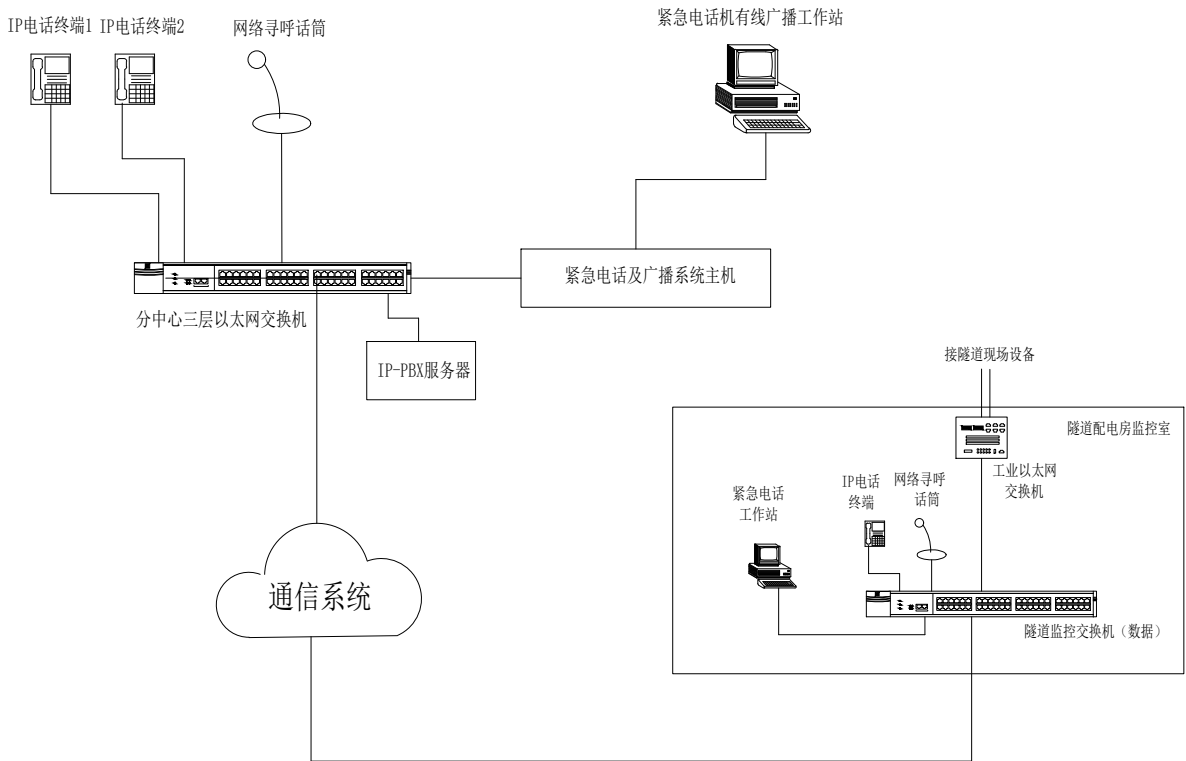 IP电话终端1 IP电话终端2
网络寻呼话筒
紧急电话机有线广播工作站
紧急电话及广播系统主机
分中心三层以太网交换机
IP-PBX服务器
接隧道现场设备
隧道配电房监控室
工业以太网
交换机
紧急电话
工作站
IP电话
终端
网络寻呼
话筒
通信系统
隧道监控交换机（数据）